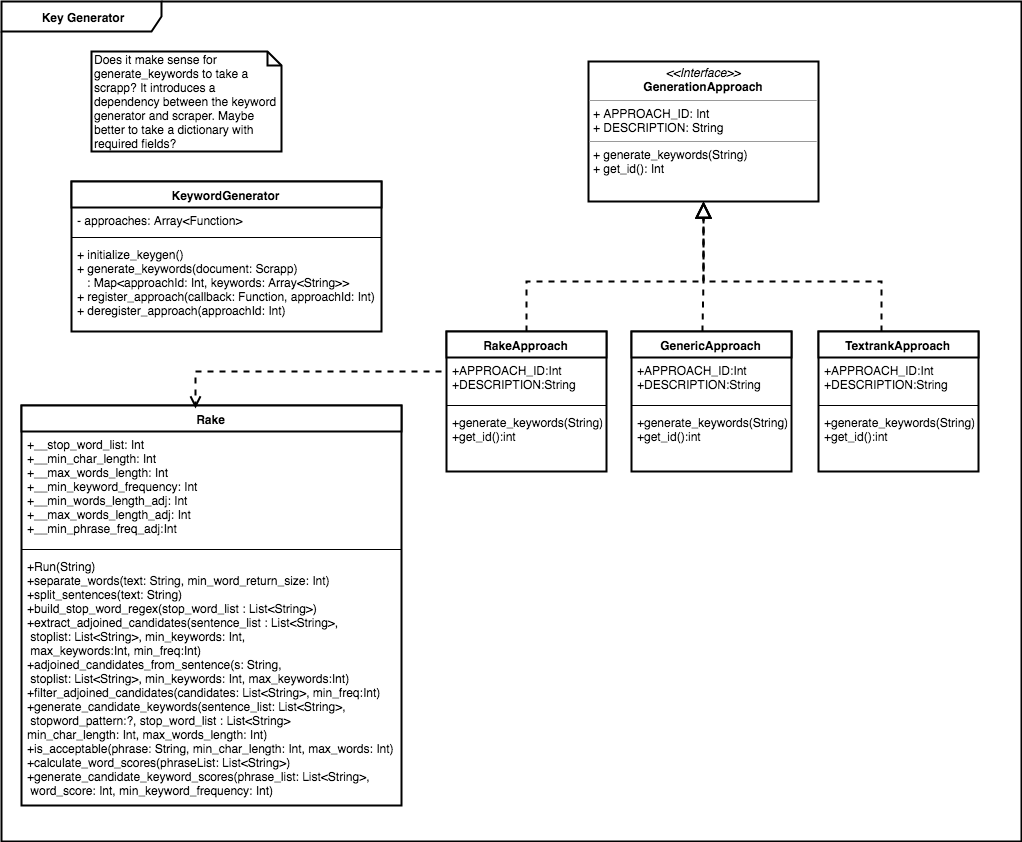 Key Generator
Does it make sense for
generate_keywords to take a
scrapp? It introduces a
dependency between the keyword
generator and scraper. Maybe
better to take a dictionary with
required fields?
<<Interface>>
GenerationApproach
+ APPROACH_ID: Int
+ DESCRIPTION: String
+ generate_keywords(String)
+ get_id(): Int
KeywordGenerator
- approaches: Array<Function>
+ initialize_keygen()
+ generate_keywords(document: Scrapp)
: Map<approachId: Int, keywords: Array<String>>
+ register_approach(callback: Function, approachId: Int)
+ deregister_approach(approachId: Int)
RakeApproach
+APPROACH_ID:Int
+DESCRIPTION:String
+generate_keywords(String)
+get_id():int
GenericApproach
+APPROACH_ID:Int
+DESCRIPTION:String
+generate_keywords(String)
+get_id():int
TextrankApproach
+APPROACH_ID:Int
+DESCRIPTION:String
+generate_keywords(String)
+get_id():int
Rake
+__stop_word_list: Int
+__min_char_length: Int
+__max_words_length: Int
+__min_keyword_frequency: Int
+__min_words_length_adj: Int
+__max_words_length_adj: Int
+__min_phrase_freq_adj:Int
+Run(String)
+separate_words(text: String, min_word_return_size: Int)
+split_sentences(text: String)
+build_stop_word_regex(stop_word_list : List<String>)
+extract_adjoined_candidates(sentence_list : List<String>,
stoplist: List<String>, min_keywords: Int,
max_keywords:Int, min_freq:Int)
+adjoined_candidates_from_sentence(s: String,
stoplist: List<String>, min_keywords: Int, max_keywords:Int)
+filter_adjoined_candidates(candidates: List<String>, min_freq:Int)
+generate_candidate_keywords(sentence_list: List<String>,
stopword_pattern:?, stop_word_list : List<String>
min_char_length: Int, max_words_length: Int)
+is_acceptable(phrase: String, min_char_length: Int, max_words: Int)
+calculate_word_scores(phraseList: List<String>)
+generate_candidate_keyword_scores(phrase_list: List<String>,
word_score: Int, min_keyword_frequency: Int)